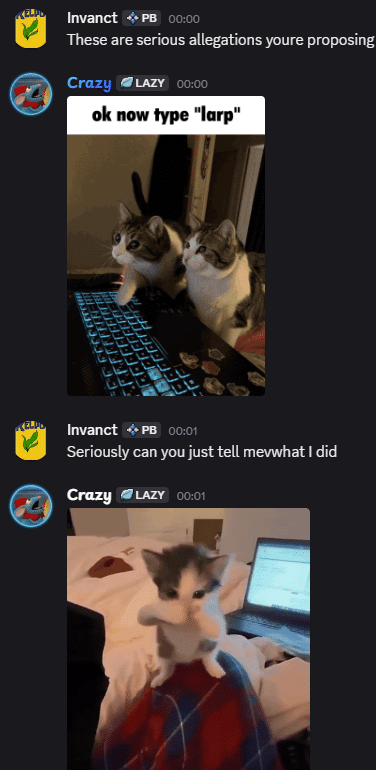 Invanct PB 00:00
These are serious allegations youre proposing
Crazy LAZY 00:00
ok now type "larp"
Invanct PB 00:01
Seriously can you just tell mevwhat I did
Crazy LAZY 00:01